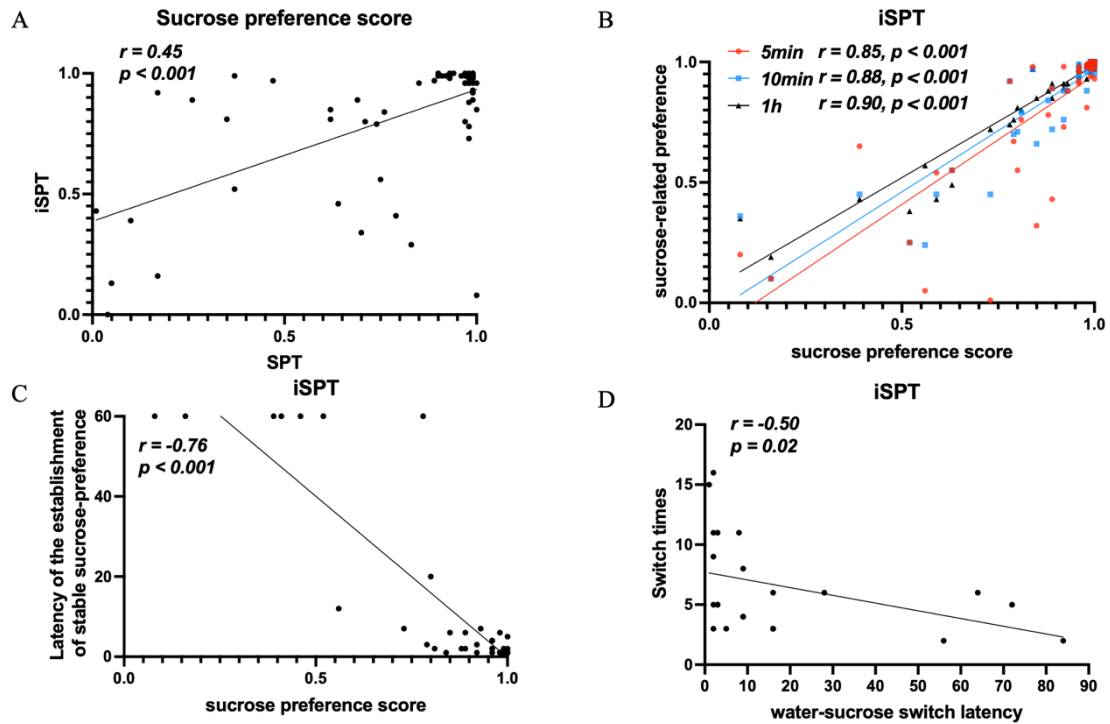 A
Sucrose preference score
r = 0.45
p < 0.001
1.0
0.5
0.0
iSPT
0.0
0.5
1.0
SPT
B
iSPT
5min r = 0.85, p < 0.001
10min r = 0.88, p < 0.001
1h r = 0.90, p < 0.001
1.0
0.5
0.0
sucrose-related preference
0.0
0.5
1.0
sucrose preference score
C
iSPT
r = -0.76
p < 0.001
60
40
20
0
Latency of the establishment
of stable sucrose-preference
0.0
0.5
1.0
sucrose preference score
D
iSPT
r = -0.50
p = 0.02
20
15
10
5
0
Switch times
0 10 20 30 40 50 60 70 80 90
water-sucrose switch latency